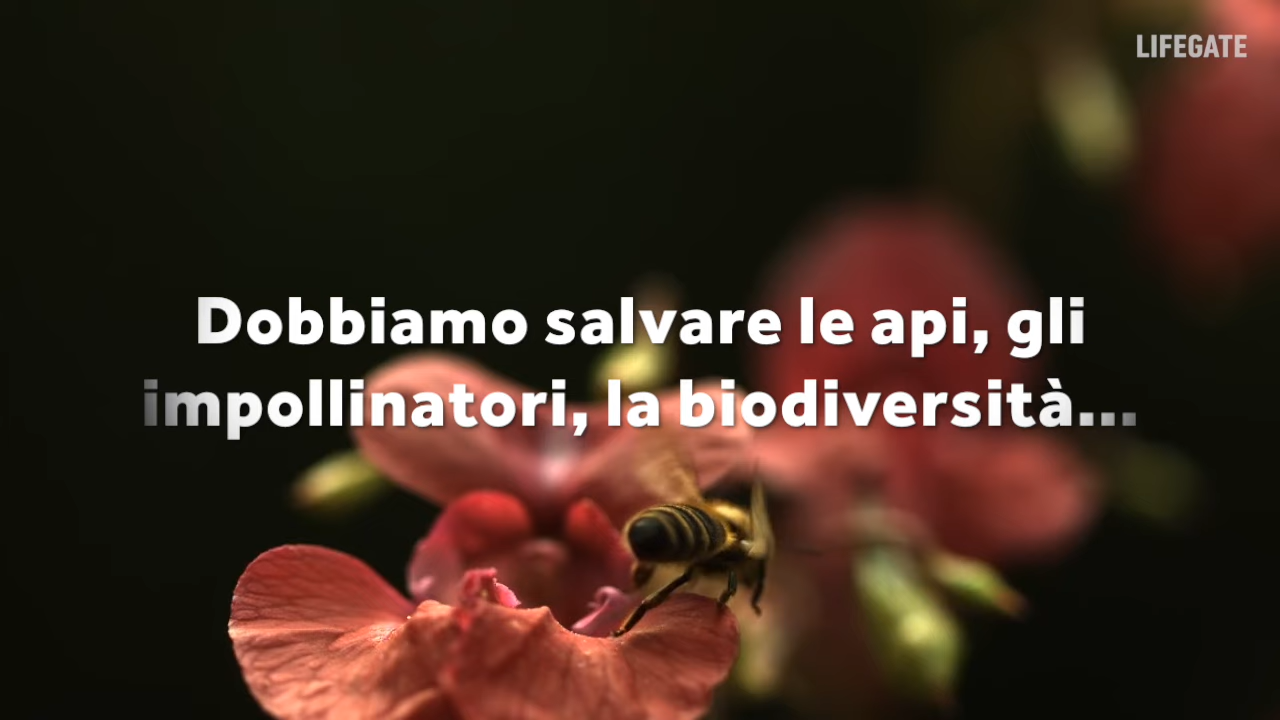 LIFEGATE
Dobbiamo salvare le api, gli
impollinatori, la biodiversità...